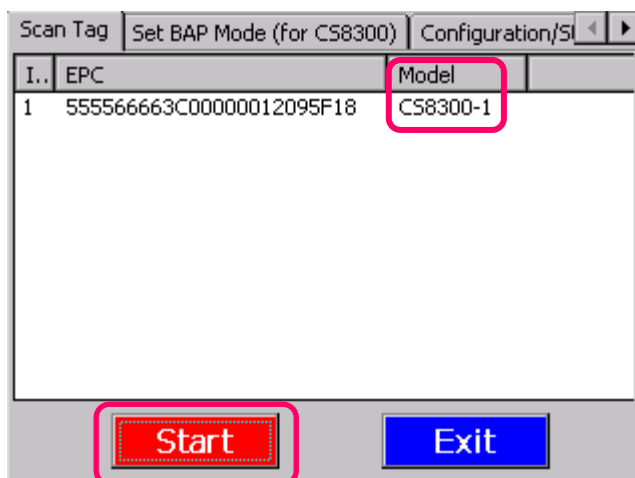 Scan Tag Set BAP Mode (for CS8300) Configuration/S
I.. EPC Model
1 555566663C00000012095F18 CS8300-1
Start Exit